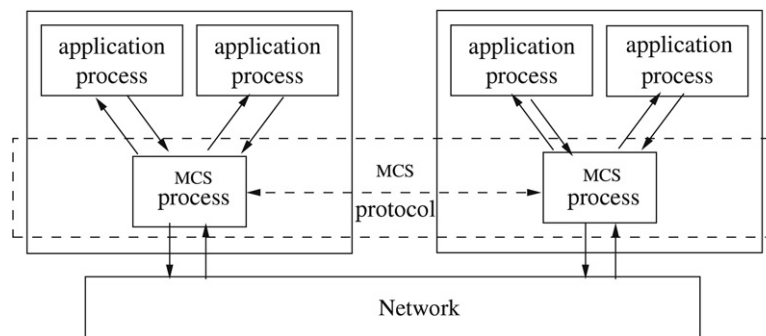 application
process
application
process
application
process
application
process
MCS
process
MCS
protocol
MCS
process
Network